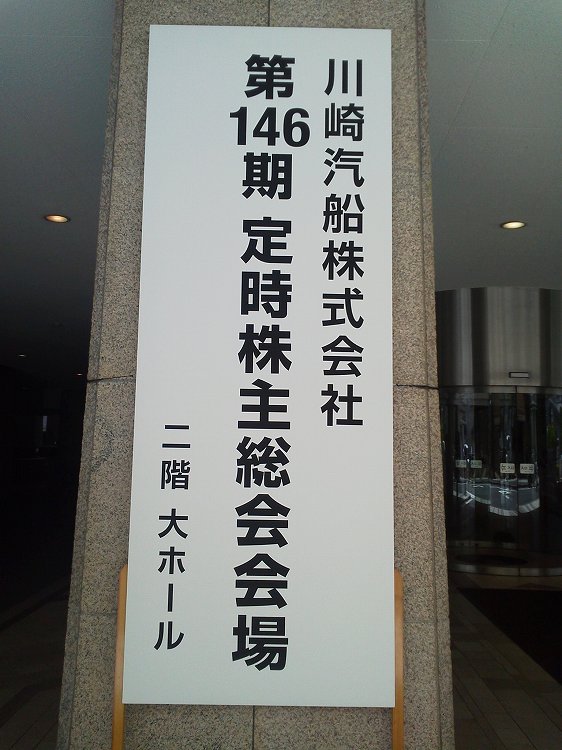 川崎汽船株式会社
第146期 定時株主総会会場
二階 大ホール